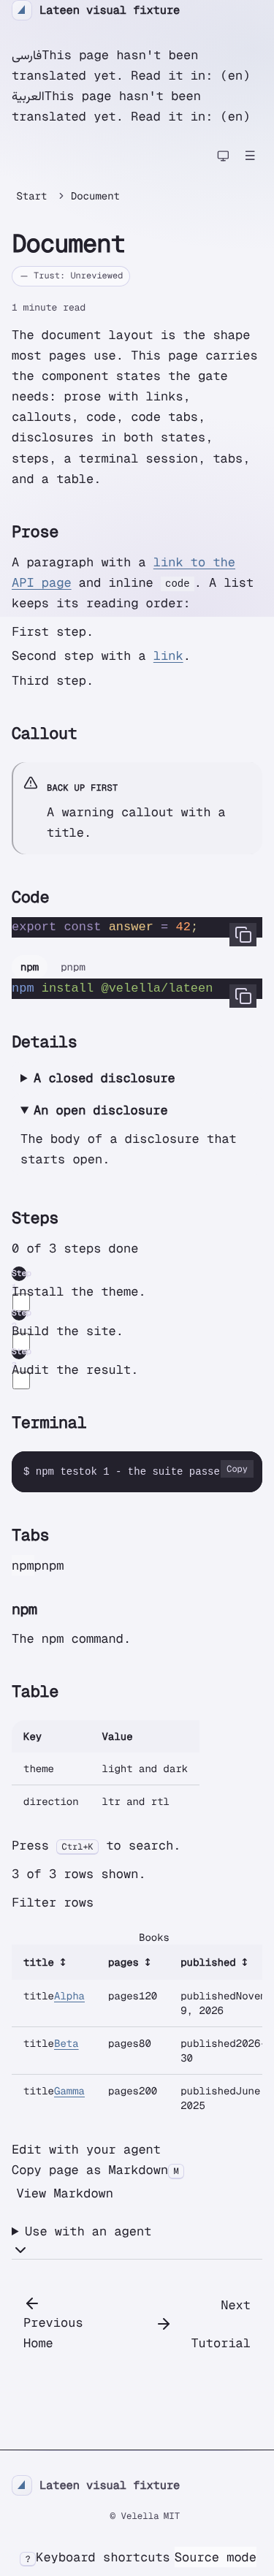 Lateen visual fixture
فارسیThis page hasn't been
translated yet. Read it in: (en)
العربيةThis page hasn't been
translated yet. Read it in: (en)
Start > Document
Document
— Trust: Unreviewed
1 minute read
The document layout is the shape
most pages use. This page carries
the component states the gate
needs: prose with links,
callouts, code, code tabs,
disclosures in both states,
steps, a terminal session, tabs,
and a table.
Prose
A paragraph with a link to the
API page and inline code. A list
keeps its reading order:
First step.
Second step with a link.
Third step.
Callout
BACK UP FIRST
A warning callout with a
title.
Code
export const answer = 42;
npm pnpm
npm install @velella/lateen
Details
A closed disclosure
An open disclosure
The body of a disclosure that
starts open.
Steps
0 of 3 steps done
Install the theme.
Build the site.
Audit the result.
Terminal
$ npm testok 1 - the suite passe
Copy
Tabs
npmpnpm
npm
The npm command.
Table
Key Value
theme light and dark
direction ltr and rtl
Press Ctrl+K to search.
3 of 3 rows shown.
Filter rows
Books
title ↕ pages ↕ published ↕
titleAlpha pages120 publishedNovem
9, 2026
titleBeta pages80 published2026-
30
titleGamma pages200 publishedJune
2025
Edit with your agent
Copy page as Markdown M
View Markdown
Use with an agent
Previous
Home
Next
Tutorial
Lateen visual fixture
© Velella MIT
? Keyboard shortcuts Source mode